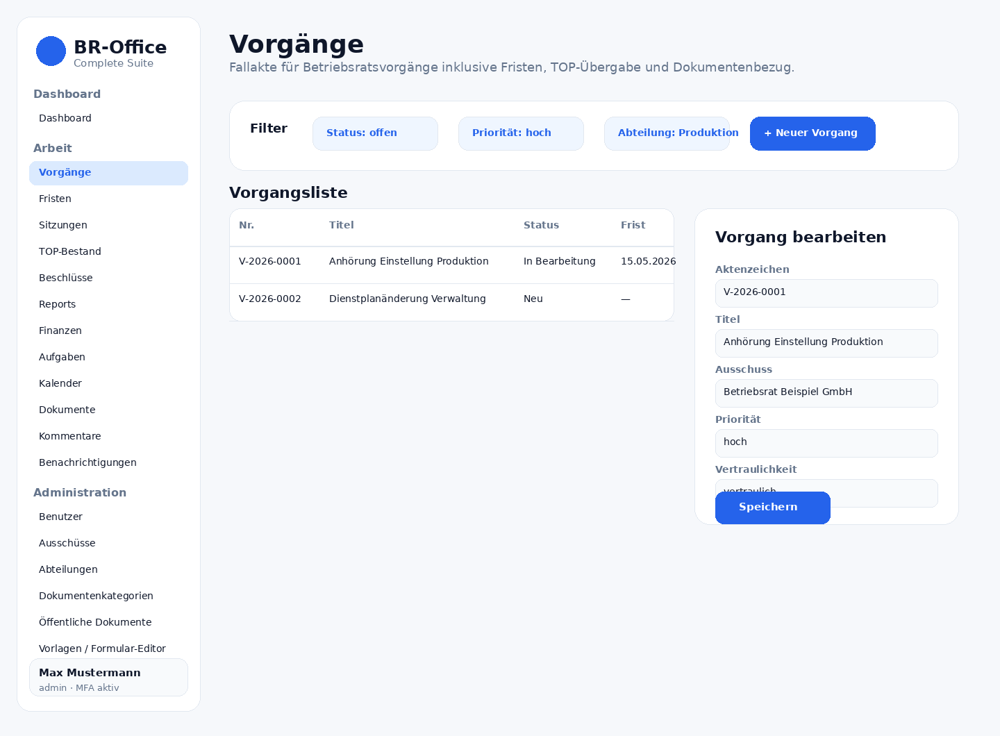 BR-Office
Complete Suite
Dashboard
Dashboard
Arbeit
Vorgänge
Fristen
Sitzungen
TOP-Bestand
Beschlüsse
Reports
Finanzen
Aufgaben
Kalender
Dokumente
Kommentare
Benachrichtigungen
Administration
Benutzer
Ausschüsse
Abteilungen
Dokumentenkategorien
Öffentliche Dokumente
Vorlagen / Formular-Editor
Max Mustermann
admin · MFA aktiv
Vorgänge
Fallakte für Betriebsratsvorgänge inklusive Fristen, TOP-Übergabe und Dokumentenbezug.
Filter Status: offen Priorität: hoch Abteilung: Produktion + Neuer Vorgang
Vorgangsliste
Nr. Titel Status Frist
V-2026-0001 Anhörung Einstellung Produktion In Bearbeitung 15.05.2026
V-2026-0002 Dienstplanänderung Verwaltung Neu —
Vorgang bearbeiten
Aktenzeichen
V-2026-0001
Titel
Anhörung Einstellung Produktion
Ausschuss
Betriebsrat Beispiel GmbH
Priorität
hoch
Vertraulichkeit
vertraulich
Speichern